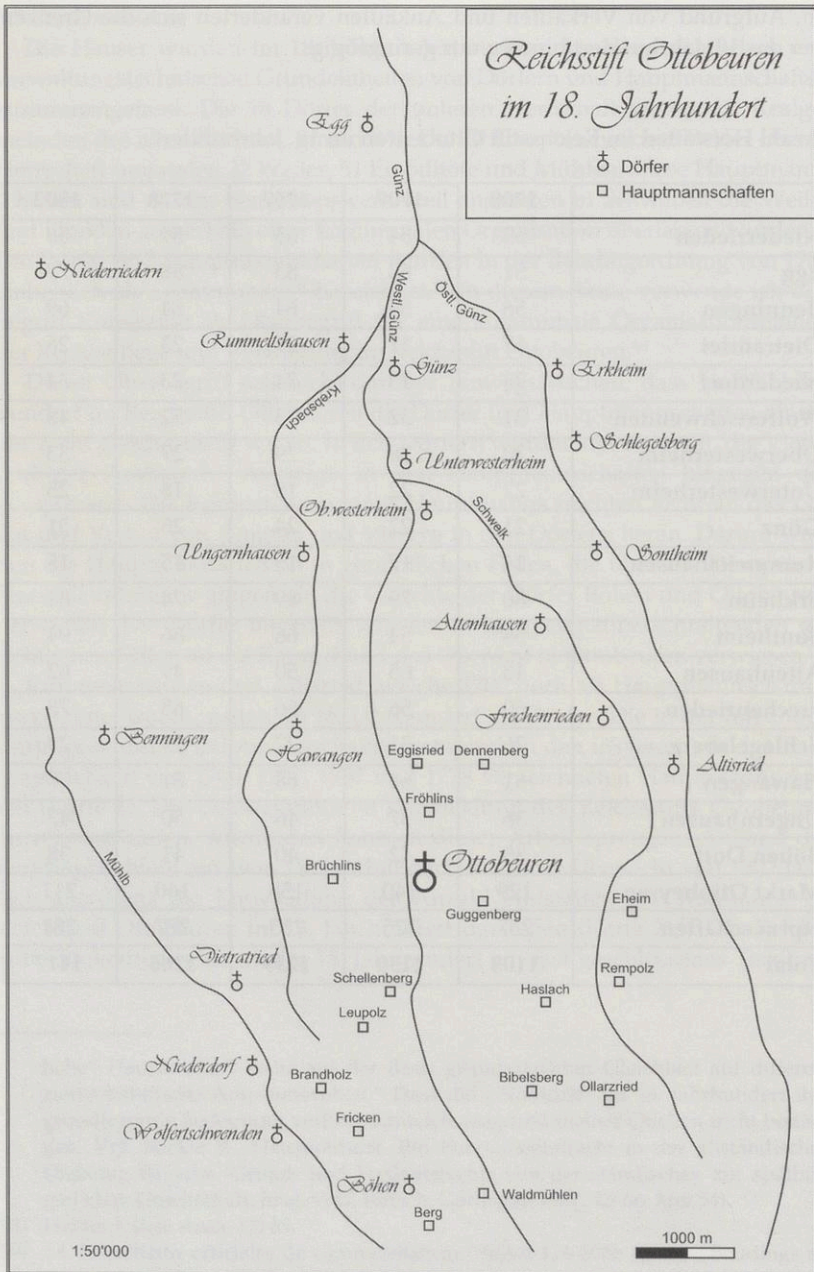 Reichsstift Ottobeuren
im 18. Jahrhundert
Dörfer
Hauptmannschaften
Egg
Günz
Niederriedern
Westl. Günz
Östl. Günz
Rummeltshausen
Günz
Erkheim
Krebsbach
Schlegelsberg
Unterwesterheim
Ob.westerheim
Schwelk
Ungernhausen
Sontheim
Attenhausen
Frechenrieden
Benningen
Hawangen
Eggisried
Dennenberg
Altisried
Fröhlins
Mühlb
Brüchlins
Ottobeuren
Guggenberg
Eheim
Dietratried
Schellenberg
Haslach
Rempolz
Leupolz
Niederdorf
Brandholz
Bibelsberg
Ollarzried
Wolfertschwenden
Fricken
Böhen
Waldmühlen
Berg
1:50'000
1000 m